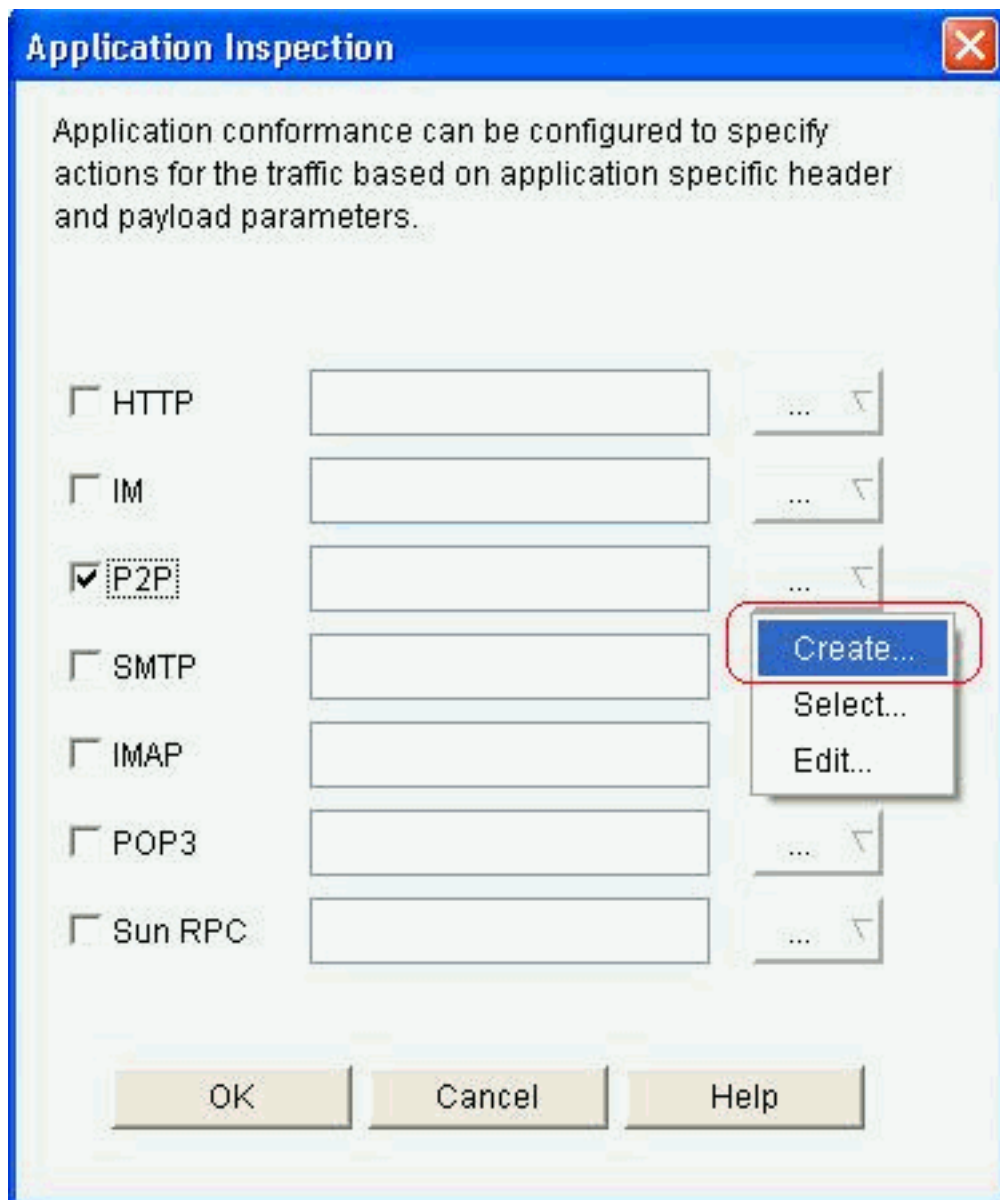 Application Inspection
Application conformance can be configured to specify
actions for the traffic based on application specific header
and payload parameters.
HTTP ...
IM ...
P2P ...
Create...
SMTP
Select...
IMAP
Edit...
POP3 ...
Sun RPC ...
OK Cancel Help